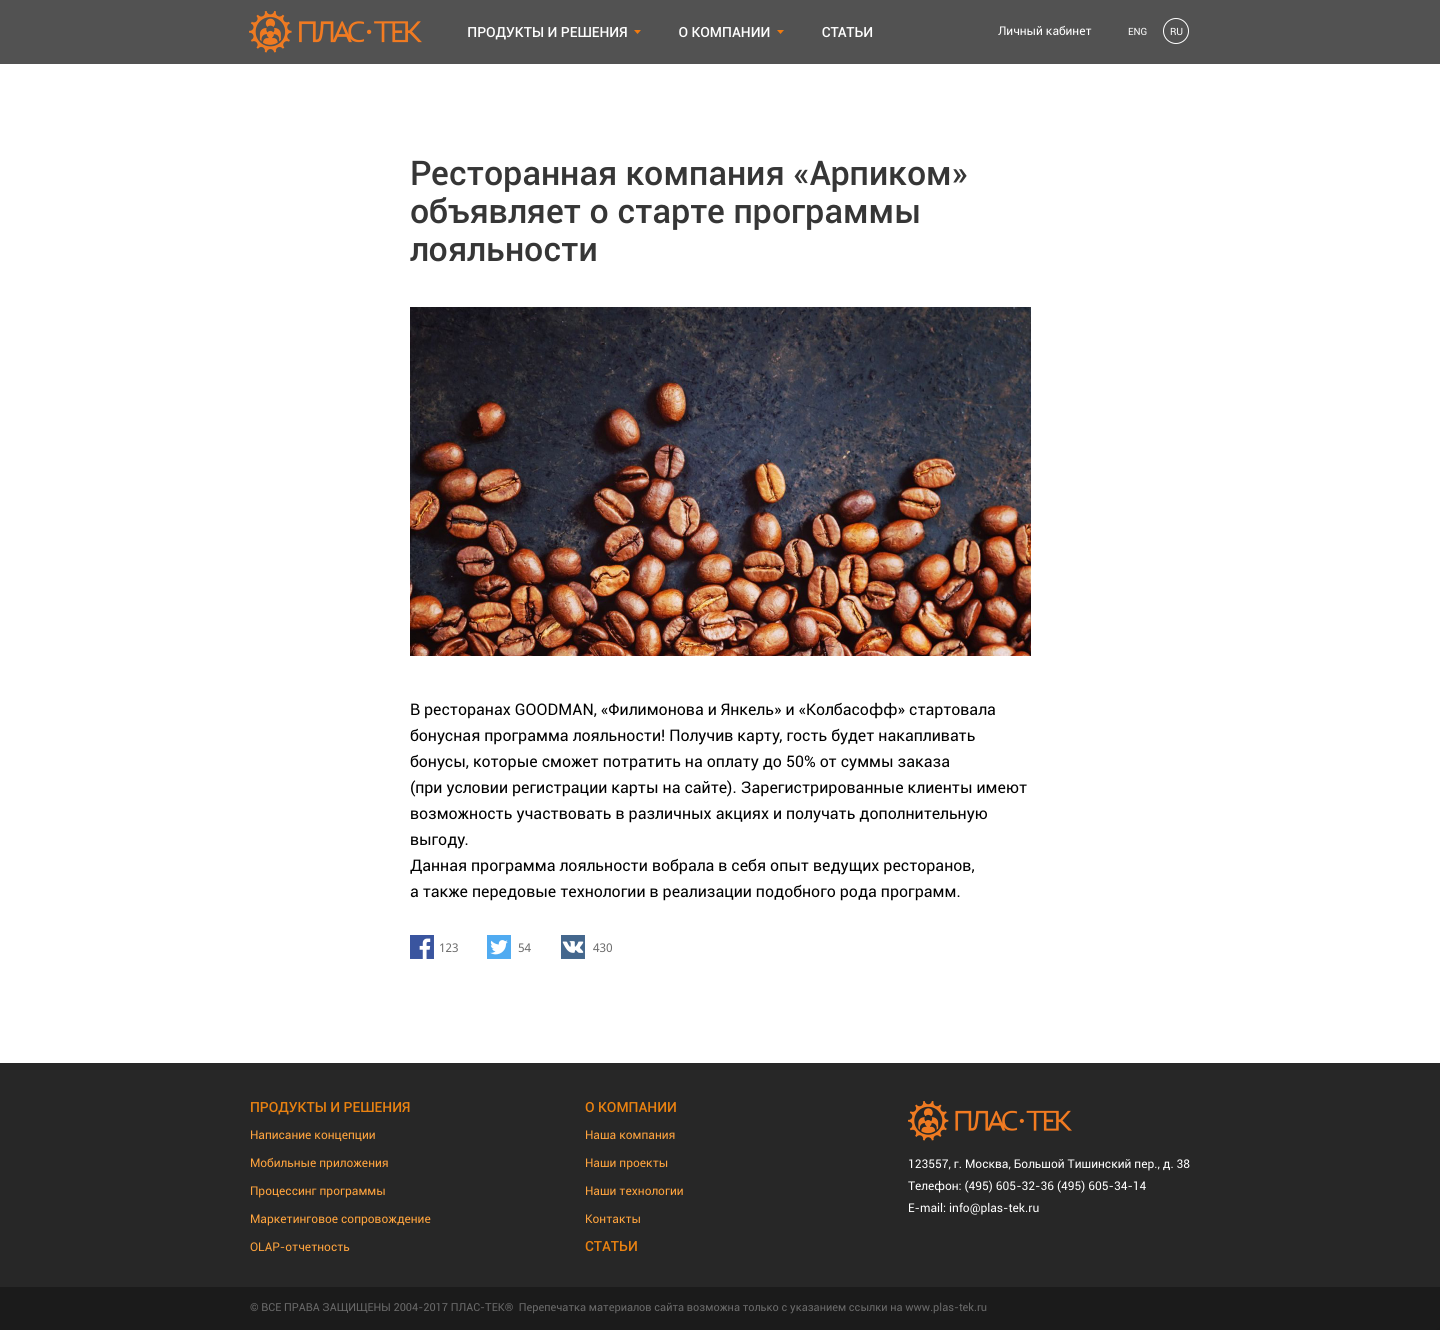 ПЛАС·ТЕК
ПРОДУКТЫ И РЕШЕНИЯ
О КОМПАНИИ
СТАТЬИ
Личный кабинет
ENG
RU
Ресторанная компания «Арпиком»
объявляет о старте программы
лояльности
В ресторанах GOODMAN, «Филимонова и Янкель» и «Колбасофф» стартовала
бонусная программа лояльности! Получив карту, гость будет накапливать
бонусы, которые сможет потратить на оплату до 50% от суммы заказа
(при условии регистрации карты на сайте). Зарегистрированные клиенты имеют
возможность участвовать в различных акциях и получать дополнительную
выгоду.
Данная программа лояльности вобрала в себя опыт ведущих ресторанов,
а также передовые технологии в реализации подобного рода программ.
123
54
430
ПРОДУКТЫ И РЕШЕНИЯ
Написание концепции
Мобильные приложения
Процессинг программы
Маркетинговое сопровождение
OLAP-отчетность
О КОМПАНИИ
Наша компания
Наши проекты
Наши технологии
Контакты
СТАТЬИ
ПЛАС·ТЕК
123557, г. Москва, Большой Тишинский пер., д. 38
Телефон: (495) 605-32-36 (495) 605-34-14
E-mail: info@plas-tek.ru
© ВСЕ ПРАВА ЗАЩИЩЕНЫ 2004-2017 ПЛАС-ТЕК® Перепечатка материалов сайта возможна только с указанием ссылки на www.plas-tek.ru